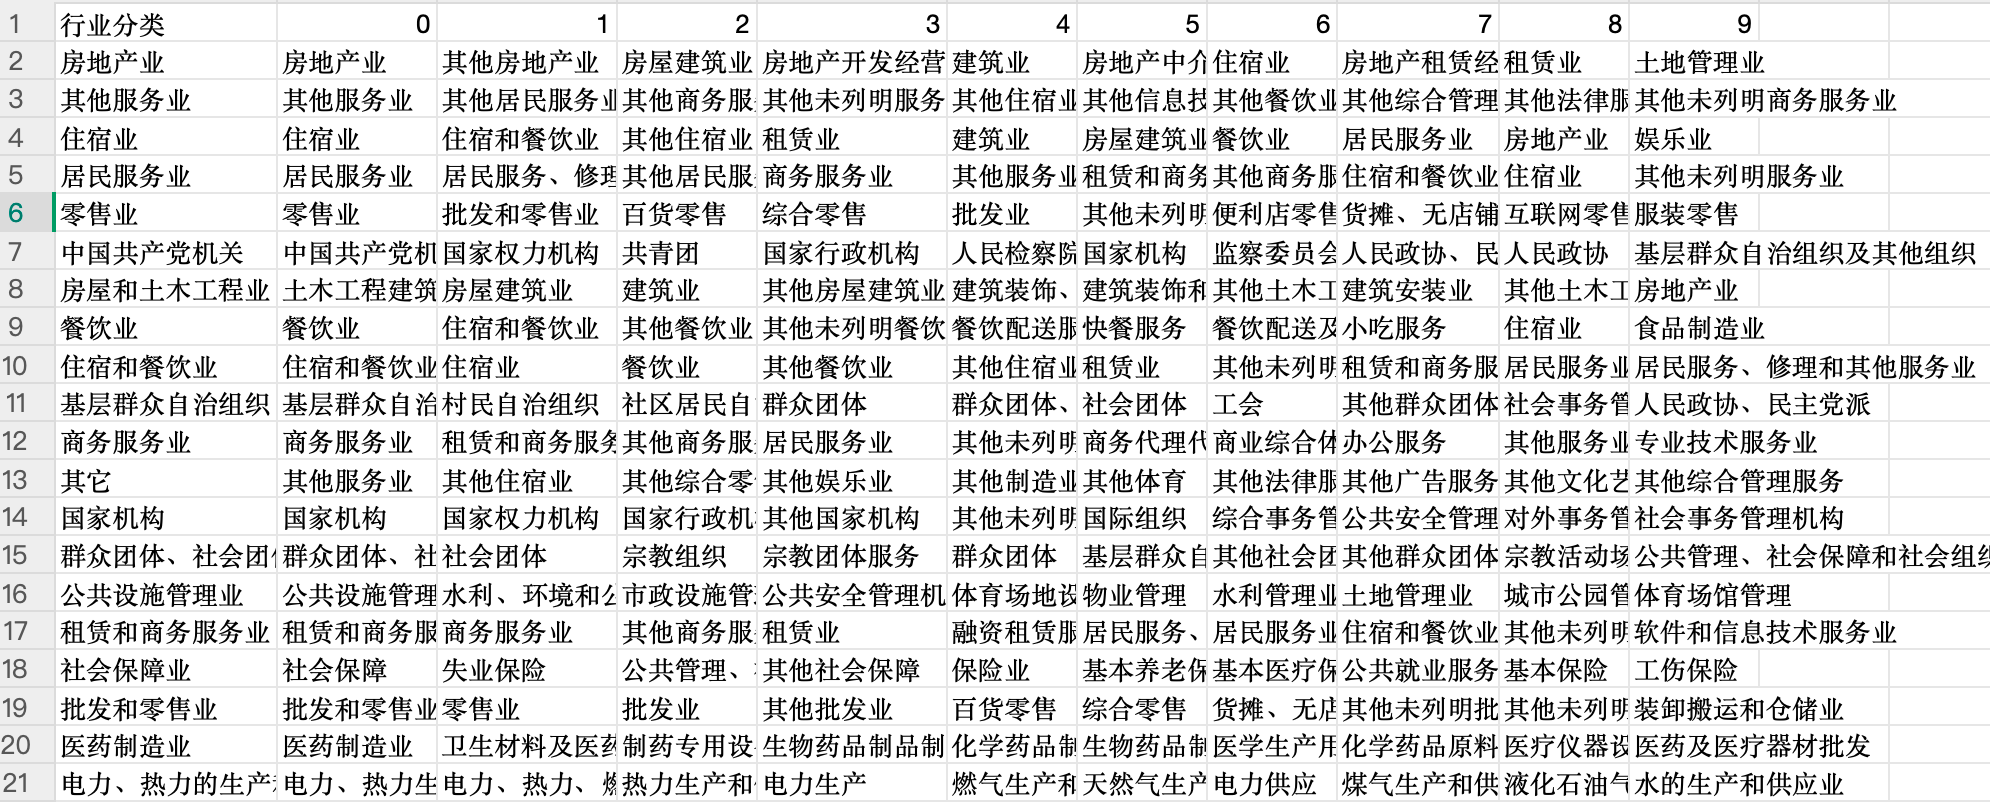 1 行业分类 0 1 2 3 4 5 6 7 8 9
2 房地产业 房地产业 其他房地产业 房屋建筑业 房地产开发经营 建筑业 房地产中介 住宿业 房地产租赁经 租赁业 土地管理业
3 其他服务业 其他服务业 其他居民服务业 其他商务服 其他未列明服务 其他住宿业 其他信息技 其他餐饮业 其他综合管理 其他法律服 其他未列明商务服务业
4 住宿业 住宿业 住宿和餐饮业 其他住宿业 租赁业 建筑业 房屋建筑业 餐饮业 居民服务业 房地产业 娱乐业
5 居民服务业 居民服务业 居民服务、修理 其他居民服 商务服务业 其他服务业 租赁和商务 其他商务服 住宿和餐饮业 住宿业 其他未列明服务业
6 零售业 零售业 批发和零售业 百货零售 综合零售 批发业 其他未列明 便利店零售 货摊、无店铺 互联网零售 服装零售
7 中国共产党机关 中国共产党机 国家权力机构 共青团 国家行政机构 人民检察院 国家机构 监察委员会 人民政协、民 人民政协 基层群众自治组织及其他组织
8 房屋和土木工程业 土木工程建筑 房屋建筑业 建筑业 其他房屋建筑业 建筑装饰、 建筑装饰和 其他土木工 建筑安装业 其他土木工 房地产业
9 餐饮业 餐饮业 住宿和餐饮业 其他餐饮业 其他未列明餐饮 餐饮配送服 快餐服务 餐饮配送及 小吃服务 住宿业 食品制造业
10 住宿和餐饮业 住宿和餐饮业 住宿业 餐饮业 其他餐饮业 其他住宿业 租赁业 其他未列明 租赁和商务服 居民服务业 居民服务、修理和其他服务业
11 基层群众自治组织 基层群众自治 村民自治组织 社区居民自 群众团体 群众团体、 社会团体 工会 其他群众团体 社会事务管 人民政协、民主党派
12 商务服务业 商务服务业 租赁和商务服务 其他商务服 居民服务业 其他未列明 商务代理代 商业综合体 办公服务 其他服务业 专业技术服务业
13 其它 其他服务业 其他住宿业 其他综合零 其他娱乐业 其他制造业 其他体育 其他法律服 其他广告服务 其他文化艺 其他综合管理服务
14 国家机构 国家机构 国家权力机构 国家行政机 其他国家机构 其他未列明 国际组织 综合事务管 公共安全管理 对外事务管 社会事务管理机构
15 群众团体、社会团体 群众团体、社 社会团体 宗教组织 宗教团体服务 群众团体 基层群众自 其他社会团 其他群众团体 宗教活动场 公共管理、社会保障和社会组织
16 公共设施管理业 公共设施管理 水利、环境和公 市政设施管 公共安全管理机 体育场地设 物业管理 水利管理业 土地管理业 城市公园管 体育场馆管理
17 租赁和商务服务业 租赁和商务服 商务服务业 其他商务服 租赁业 融资租赁服 居民服务、 居民服务业 住宿和餐饮业 其他未列明 软件和信息技术服务业
18 社会保障业 社会保障 失业保险 公共管理、 其他社会保障 保险业 基本养老保 基本医疗保 公共就业服务 基本保险 工伤保险
19 批发和零售业 批发和零售业 零售业 批发业 其他批发业 百货零售 综合零售 货摊、无店 其他未列明批 其他未列明 装卸搬运和仓储业
20 医药制造业 医药制造业 卫生材料及医药 制药专用设 生物药品制品制 化学药品制 生物药品制 医学生产用 化学药品原料 医疗仪器设 医药及医疗器材批发
21 电力、热力的生产 电力、热力生 电力、热力、燃 热力生产和 电力生产 燃气生产和 天然气生产 电力供应 煤气生产和供 液化石油气 水的生产和供应业